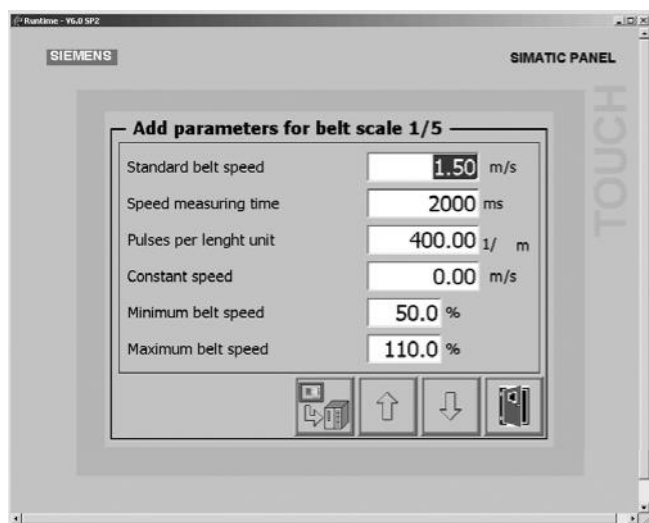 Runtime - V6.0 SP2
SIEMENS
SIMATIC PANEL
TOUCH
Add parameters for belt scale 1/5
Standard belt speed 1.50 m/s
Speed measuring time 2000 ms
Pulses per lenght unit 400.00 1/ m
Constant speed 0.00 m/s
Minimum belt speed 50.0 %
Maximum belt speed 110.0 %